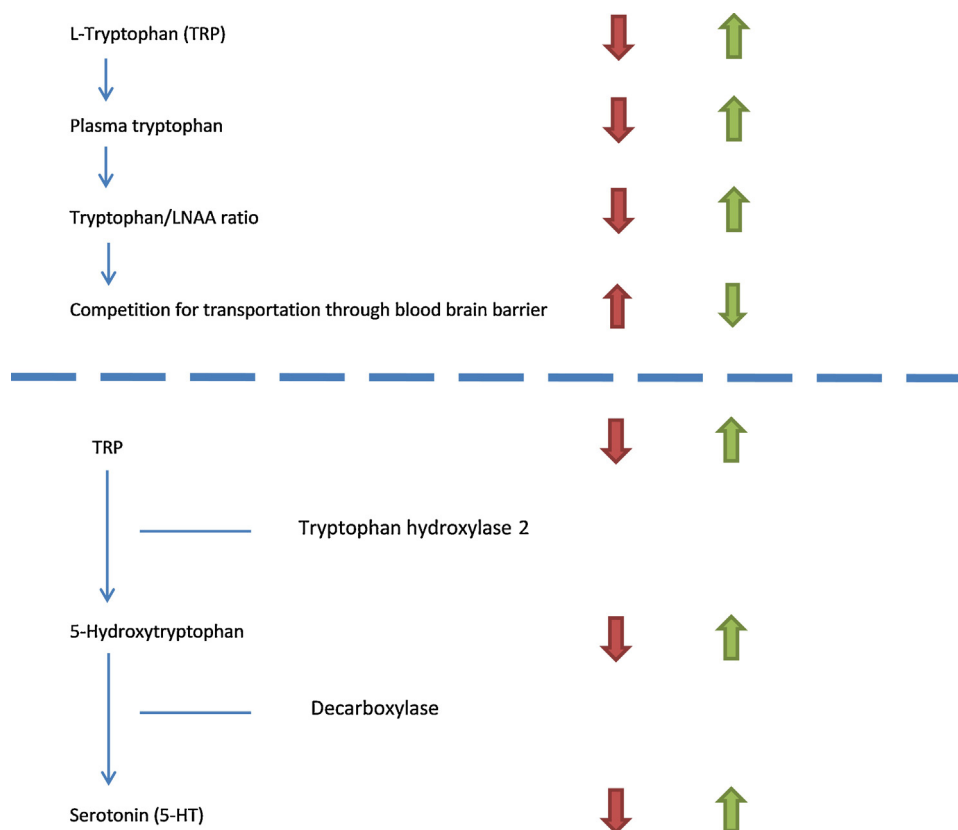 L-Tryptophan (TRP)
Plasma tryptophan
Tryptophan/LNAA ratio
Competition for transportation through blood brain barrier
TRP
Tryptophan hydroxylase 2
5-Hydroxytryptophan
Decarboxylase
Serotonin (5-HT)